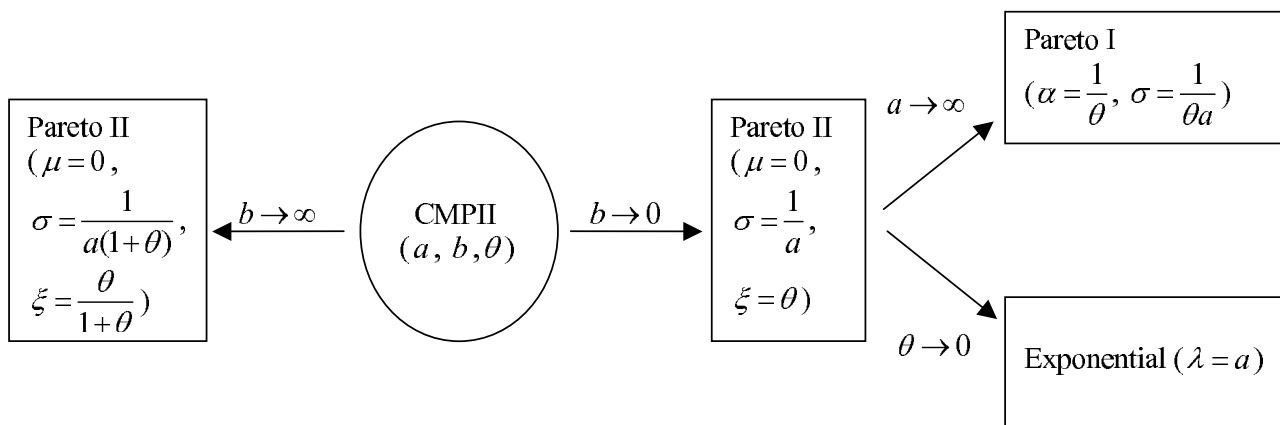 Pareto II
(μ = 0,
σ = 1/(a(1+θ)),
ξ = θ/(1+θ))
b → ∞
CMPII
(a, b, θ)
b → 0
Pareto II
(μ = 0,
σ = 1/a,
ξ = θ)
a → ∞
Pareto I
(α = 1/θ, σ = 1/(θa))
θ → 0
Exponential (λ = a)